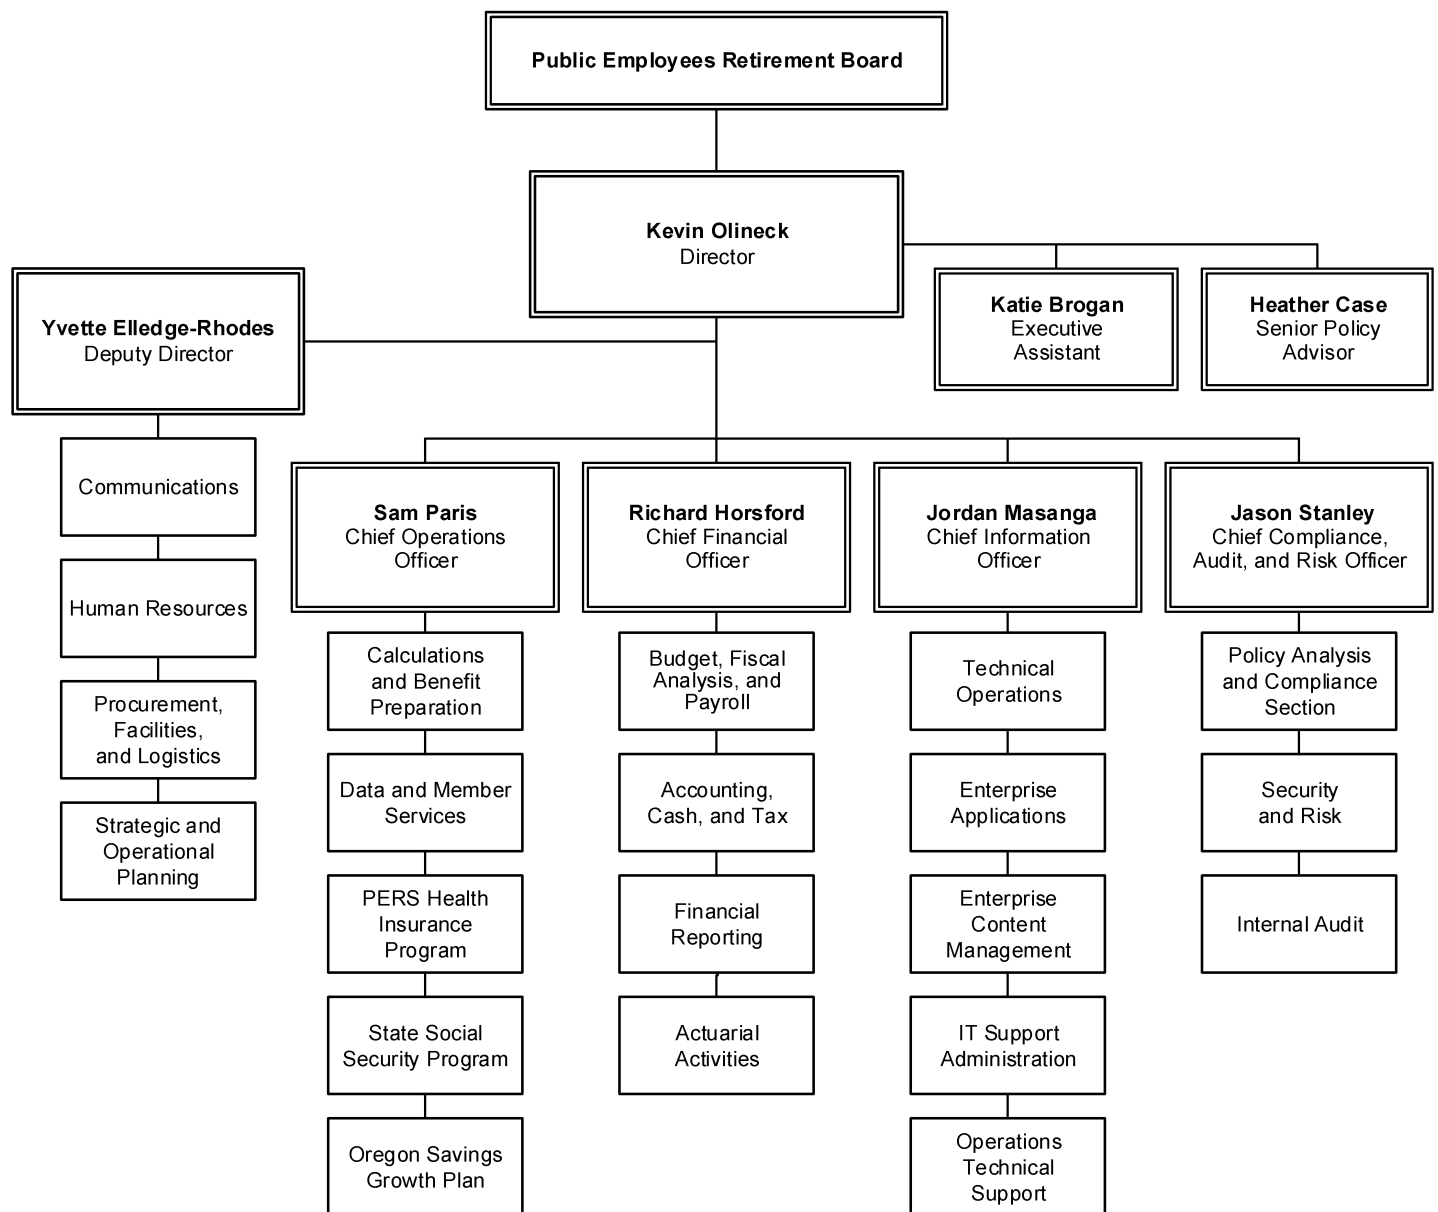 Public Employees Retirement Board
Kevin Olineck
Director
Katie Brogan
Executive
Assistant
Heather Case
Senior Policy
Advisor
Yvette Elledge-Rhodes
Deputy Director
Communications
Human Resources
Procurement,
Facilities,
and Logistics
Strategic and
Operational
Planning
Sam Paris
Chief Operations
Officer
Calculations
and Benefit
Preparation
Data and Member
Services
PERS Health
Insurance
Program
State Social
Security Program
Oregon Savings
Growth Plan
Richard Horsford
Chief Financial
Officer
Budget, Fiscal
Analysis, and
Payroll
Accounting,
Cash, and Tax
Financial
Reporting
Actuarial
Activities
Jordan Masanga
Chief Information
Officer
Technical
Operations
Enterprise
Applications
Enterprise
Content
Management
IT Support
Administration
Operations
Technical
Support
Jason Stanley
Chief Compliance,
Audit, and Risk Officer
Policy Analysis
and Compliance
Section
Security
and Risk
Internal Audit